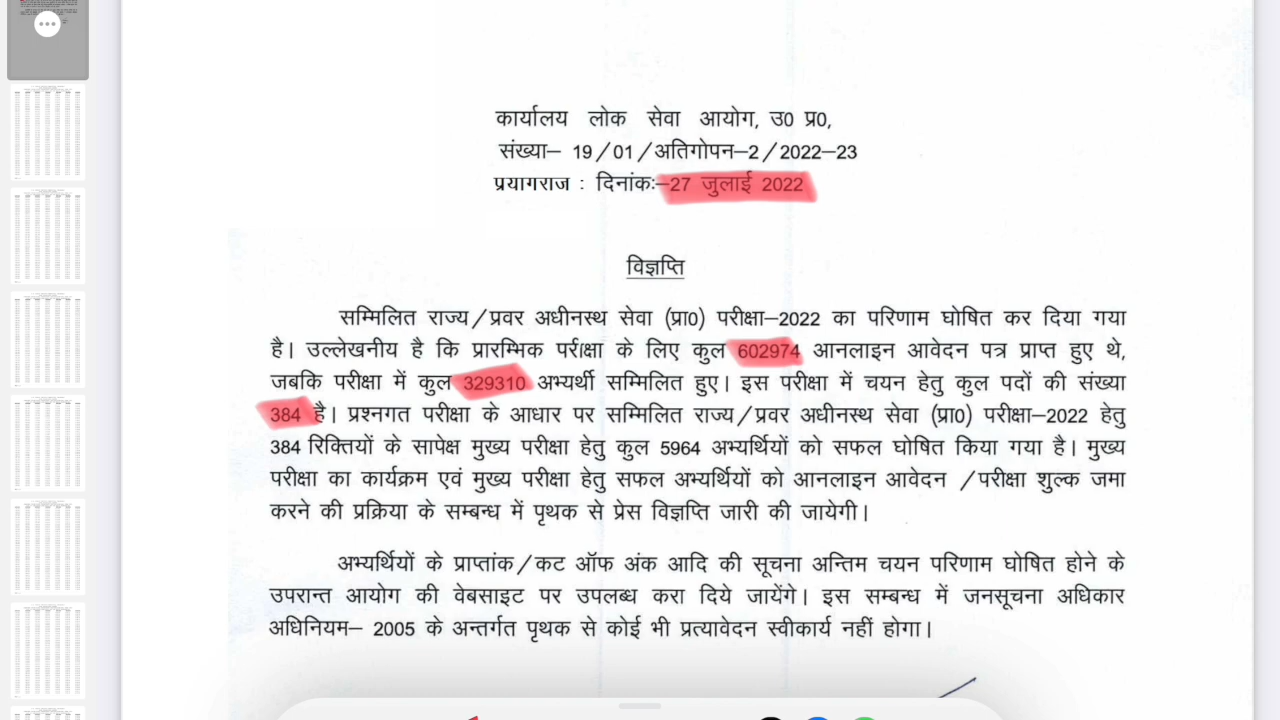 कार्यालय लोक सेवा आयोग, उ0 प्र0,
संख्या– 19/01/अतिगोपन–2/2022–23
प्रयागराज : दिनांकः–27 जुलाई 2022
विज्ञप्ति
सम्मिलित राज्य/प्रवर अधीनस्थ सेवा (प्रा0) परीक्षा–2022 का परिणाम घोषित कर दिया गया
है। उल्लेखनीय है कि प्रारम्भिक परीक्षा के लिए कुल 602974 आनलाइन आवेदन पत्र प्राप्त हुए थे,
जबकि परीक्षा में कुल 329310 अभ्यर्थी सम्मिलित हुए। इस परीक्षा में चयन हेतु कुल पदों की संख्या
384 है। प्रश्नगत परीक्षा के आधार पर सम्मिलित राज्य/प्रवर अधीनस्थ सेवा (प्रा0) परीक्षा–2022 हेतु
384 रिक्तियों के सापेक्ष मुख्य परीक्षा हेतु कुल 5964 अभ्यर्थियों को सफल घोषित किया गया है। मुख्य
परीक्षा का कार्यक्रम एवं मुख्य परीक्षा हेतु सफल अभ्यर्थियों को आनलाइन आवेदन /परीक्षा शुल्क जमा
करने की प्रक्रिया के सम्बन्ध में पृथक से प्रेस विज्ञप्ति जारी की जायेगी।
अभ्यर्थियों के प्राप्तांक/कट ऑफ अंक आदि की सूचना अन्तिम चयन परिणाम घोषित होने के
उपरान्त आयोग की वेबसाइट पर उपलब्ध करा दिये जायेंगे। इस सम्बन्ध में जनसूचना अधिकार
अधिनियम– 2005 के अन्तर्गत पृथक से कोई भी प्रत्यावेदन स्वीकार्य नहीं होगा।